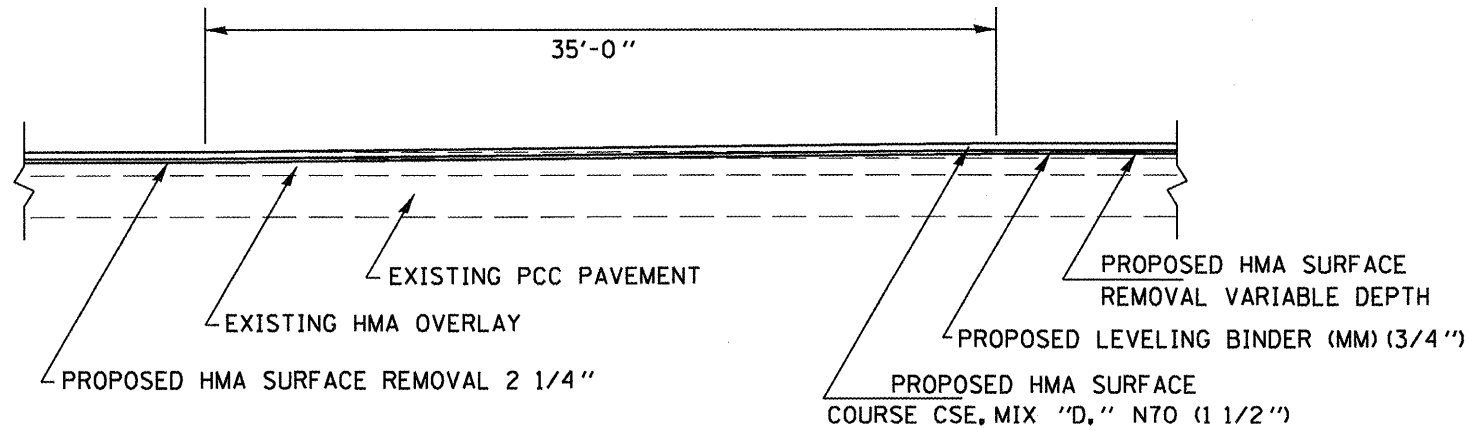 35'-0"
EXISTING PCC PAVEMENT
EXISTING HMA OVERLAY
PROPOSED HMA SURFACE REMOVAL 2 1/4"
PROPOSED HMA SURFACE
REMOVAL VARIABLE DEPTH
PROPOSED LEVELING BINDER (MM) (3/4")
PROPOSED HMA SURFACE
COURSE CSE, MIX "D," N70 (1 1/2")